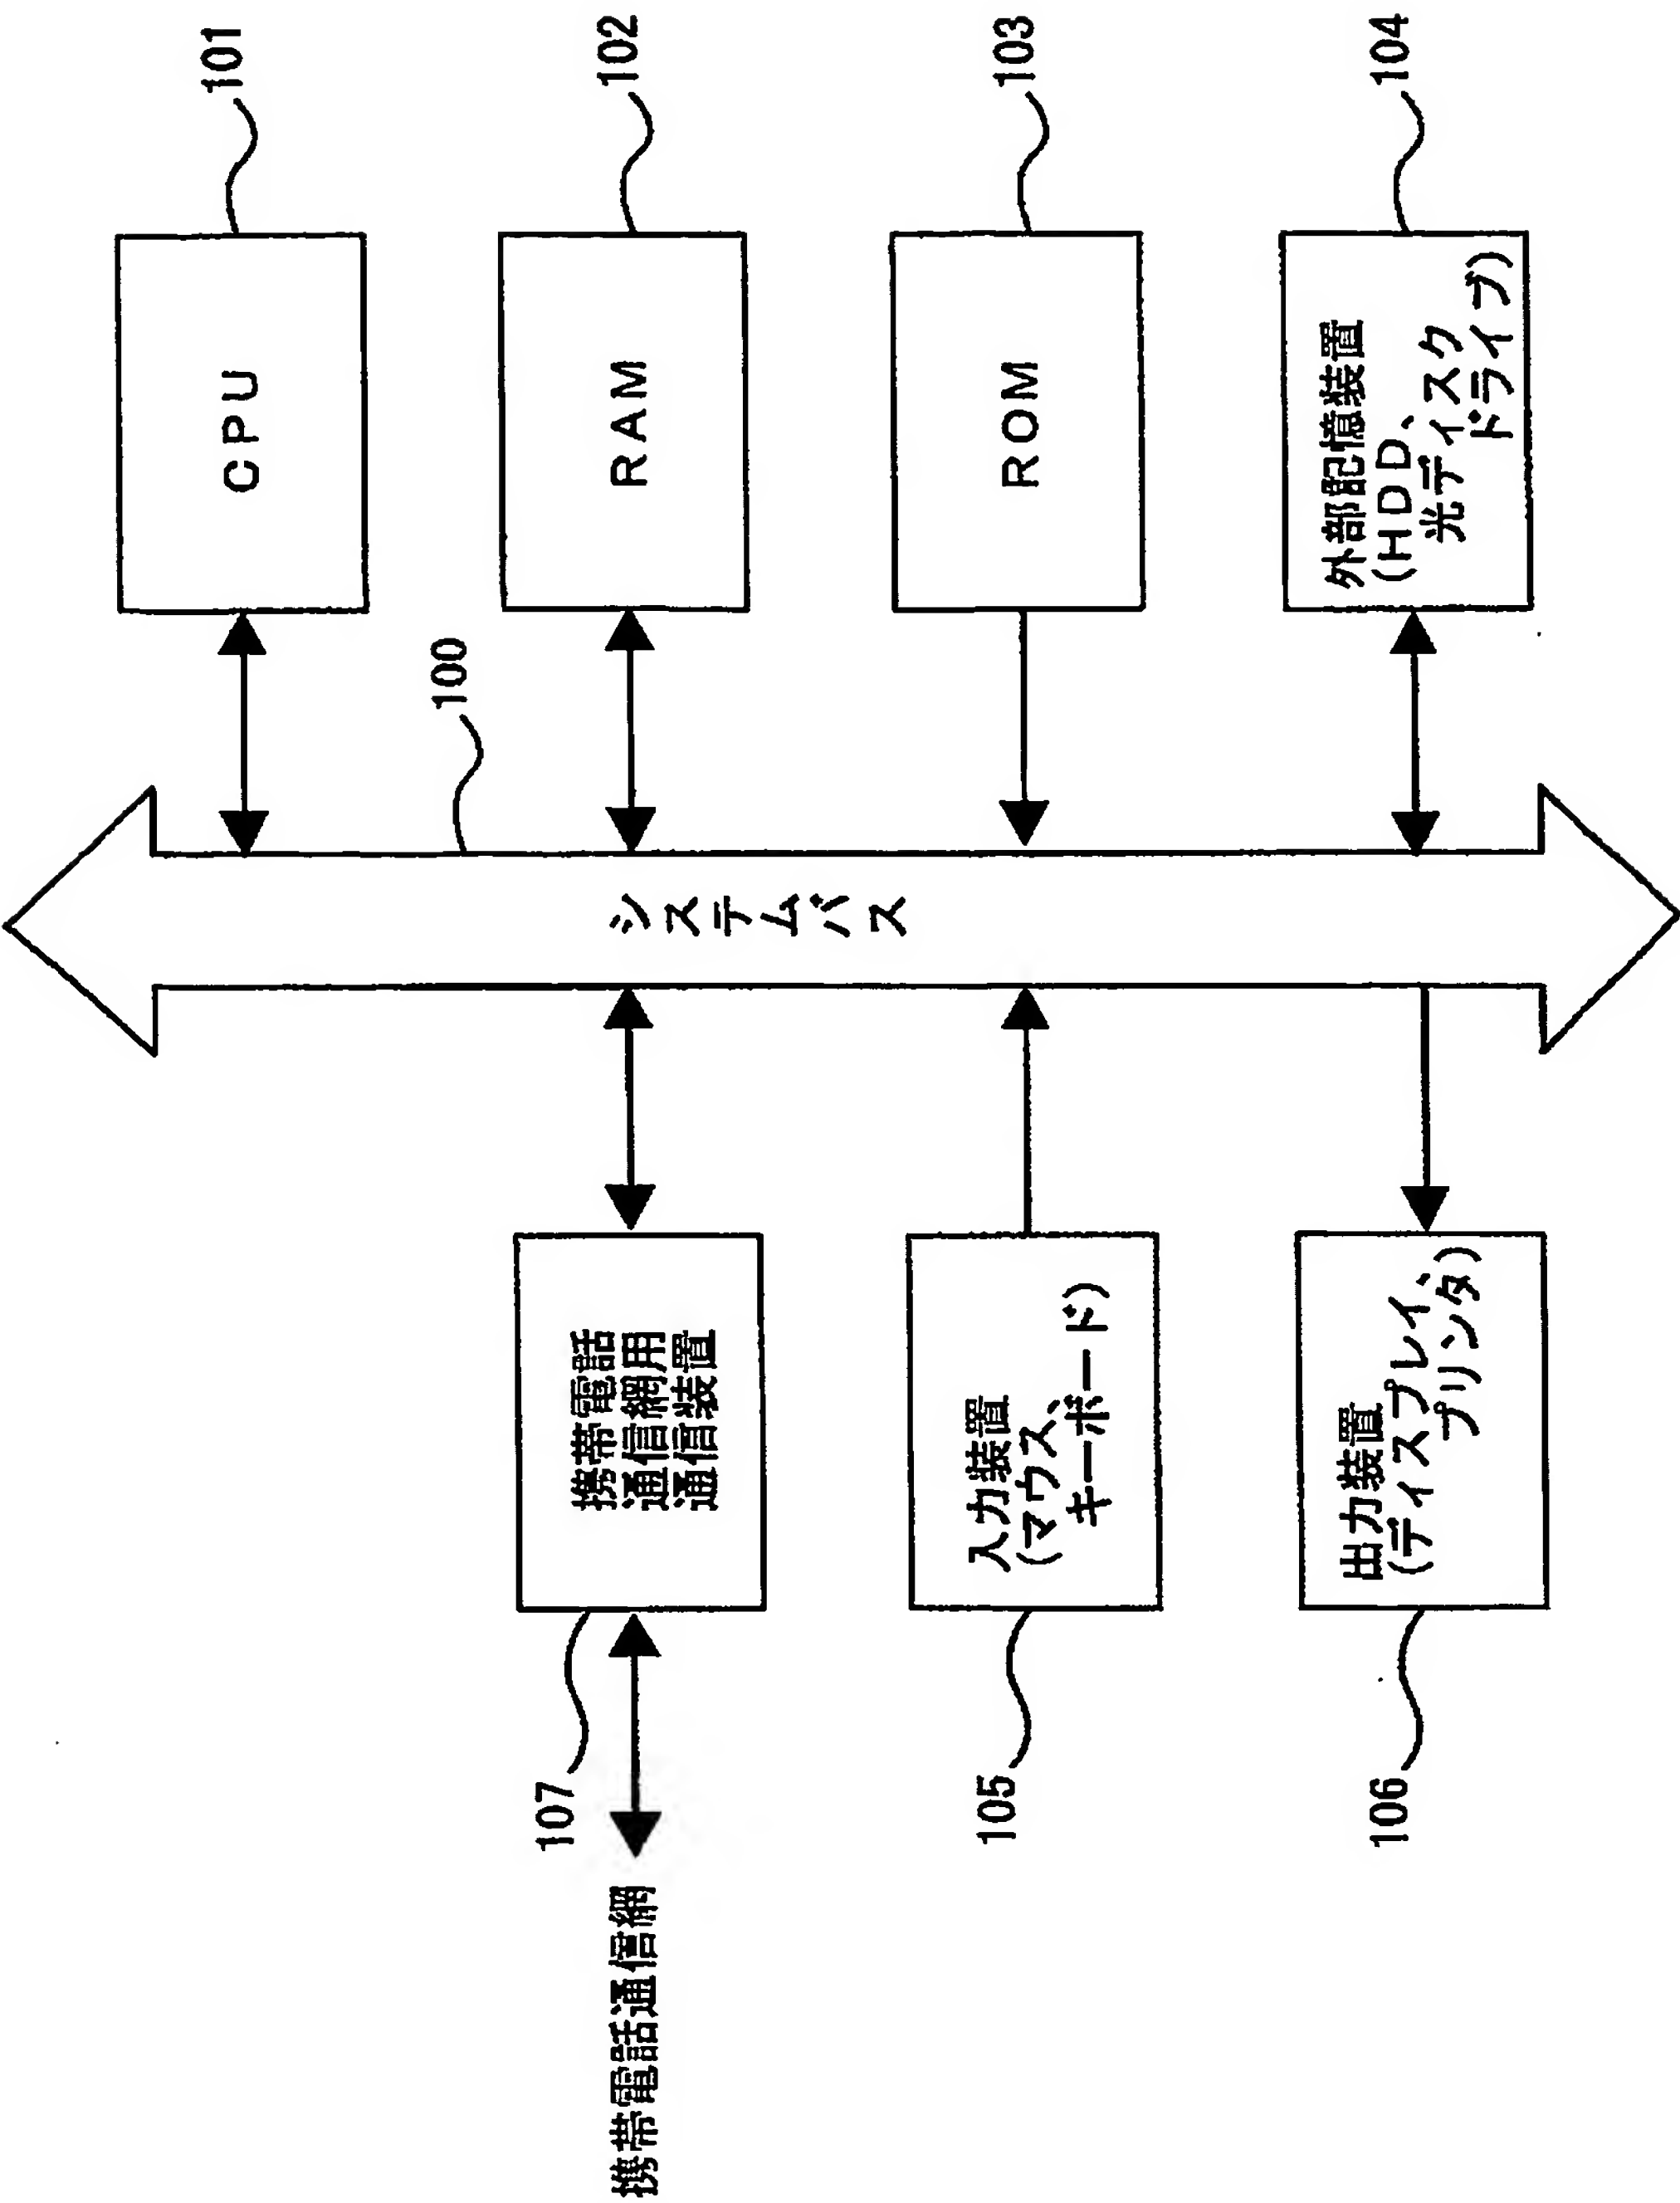 携帯電話通信網
107
携帯電話
通信網用
通信装置
105
入力装置
(マウス、
キーボード)
106
出力装置
(ディスプレイ、
プリンタ)
システムバス
100
CPU
101
RAM
102
ROM
103
外部記憶装置
(HDD、
光ディスク
ドライブ)
104